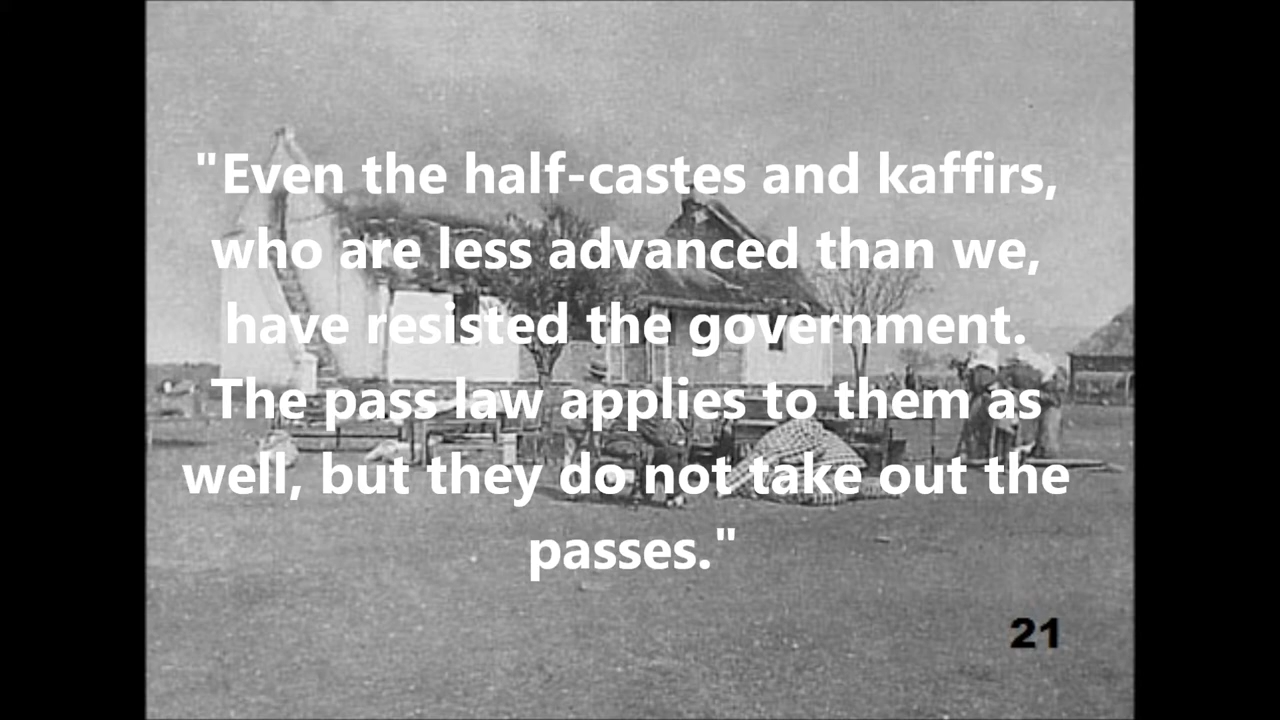 "Even the half-castes and kaffirs,
who are less advanced than we,
have resisted the government.
The pass law applies to them as
well, but they do not take out the
passes."
21